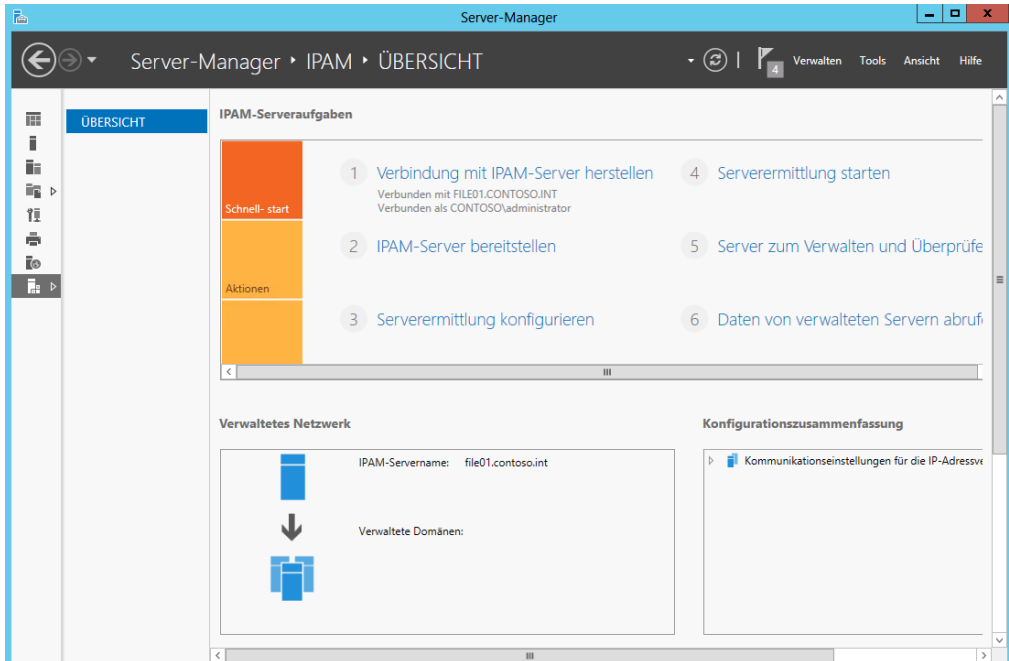 Server-Manager
Server-Manager ‣ IPAM ‣ ÜBERSICHT
4
Verwalten Tools Ansicht Hilfe
ÜBERSICHT
IPAM-Serveraufgaben
Schnell- start
Aktionen
1 Verbindung mit IPAM-Server herstellen
Verbunden mit FILE01.CONTOSO.INT
Verbunden als CONTOSO\administrator
2 IPAM-Server bereitstellen
3 Serverermittlung konfigurieren
4 Serverermittlung starten
5 Server zum Verwalten und Überprüfe
6 Daten von verwalteten Servern abruf
Verwaltetes Netzwerk
IPAM-Servername: file01.contoso.int
Verwaltete Domänen:
Konfigurationszusammenfassung
Kommunikationseinstellungen für die IP-Adressve